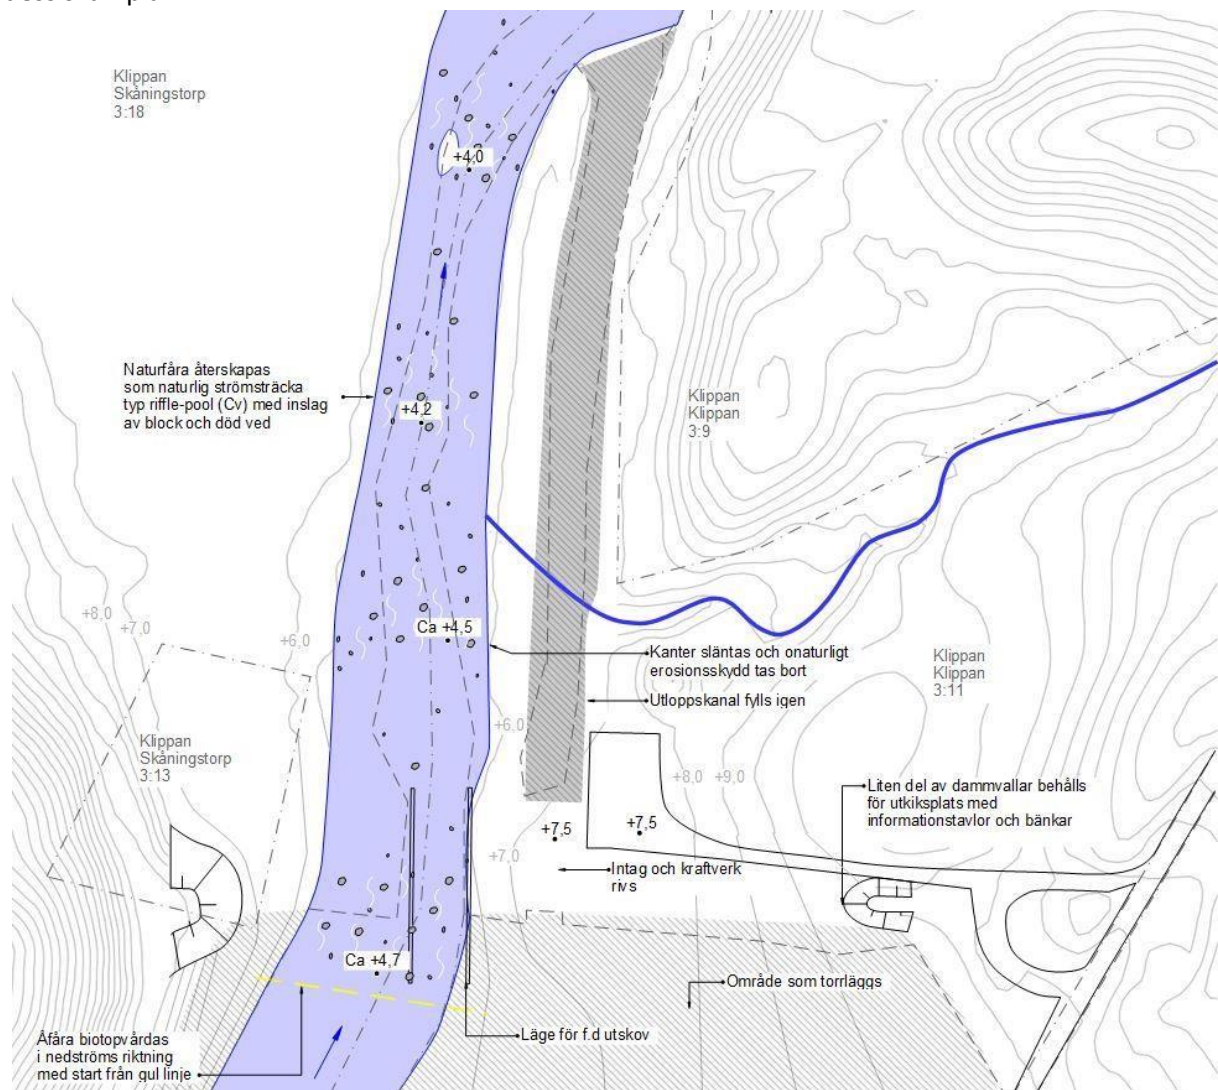 Klippan
Skåningstorp
3:18
+4,0
Naturfåra återskapas
som naturlig strömsträcka
typ riffle-pool (Cv) med inslag
av block och död ved
+4,2
Klippan
Klippan
3:9
+8,0
+7,0
+6,0
Ca +4,5
Kanter släntas och onaturligt
erosionsskydd tas bort
Utloppskanal fylls igen
Klippan
Klippan
3:11
+6,0
Klippan
Skåningstorp
3:13
+8,0 +9,0
Liten del av dammvallar behålls
för utkiksplats med
informationstavlor och bänkar
+7,5
+7,5
+7,0
Intag och kraftverk
rivs
Ca +4,7
Område som torrläggs
Läge för f.d utskov
Åfåra biotopvårdas
i nedströms riktning
med start från gul linje